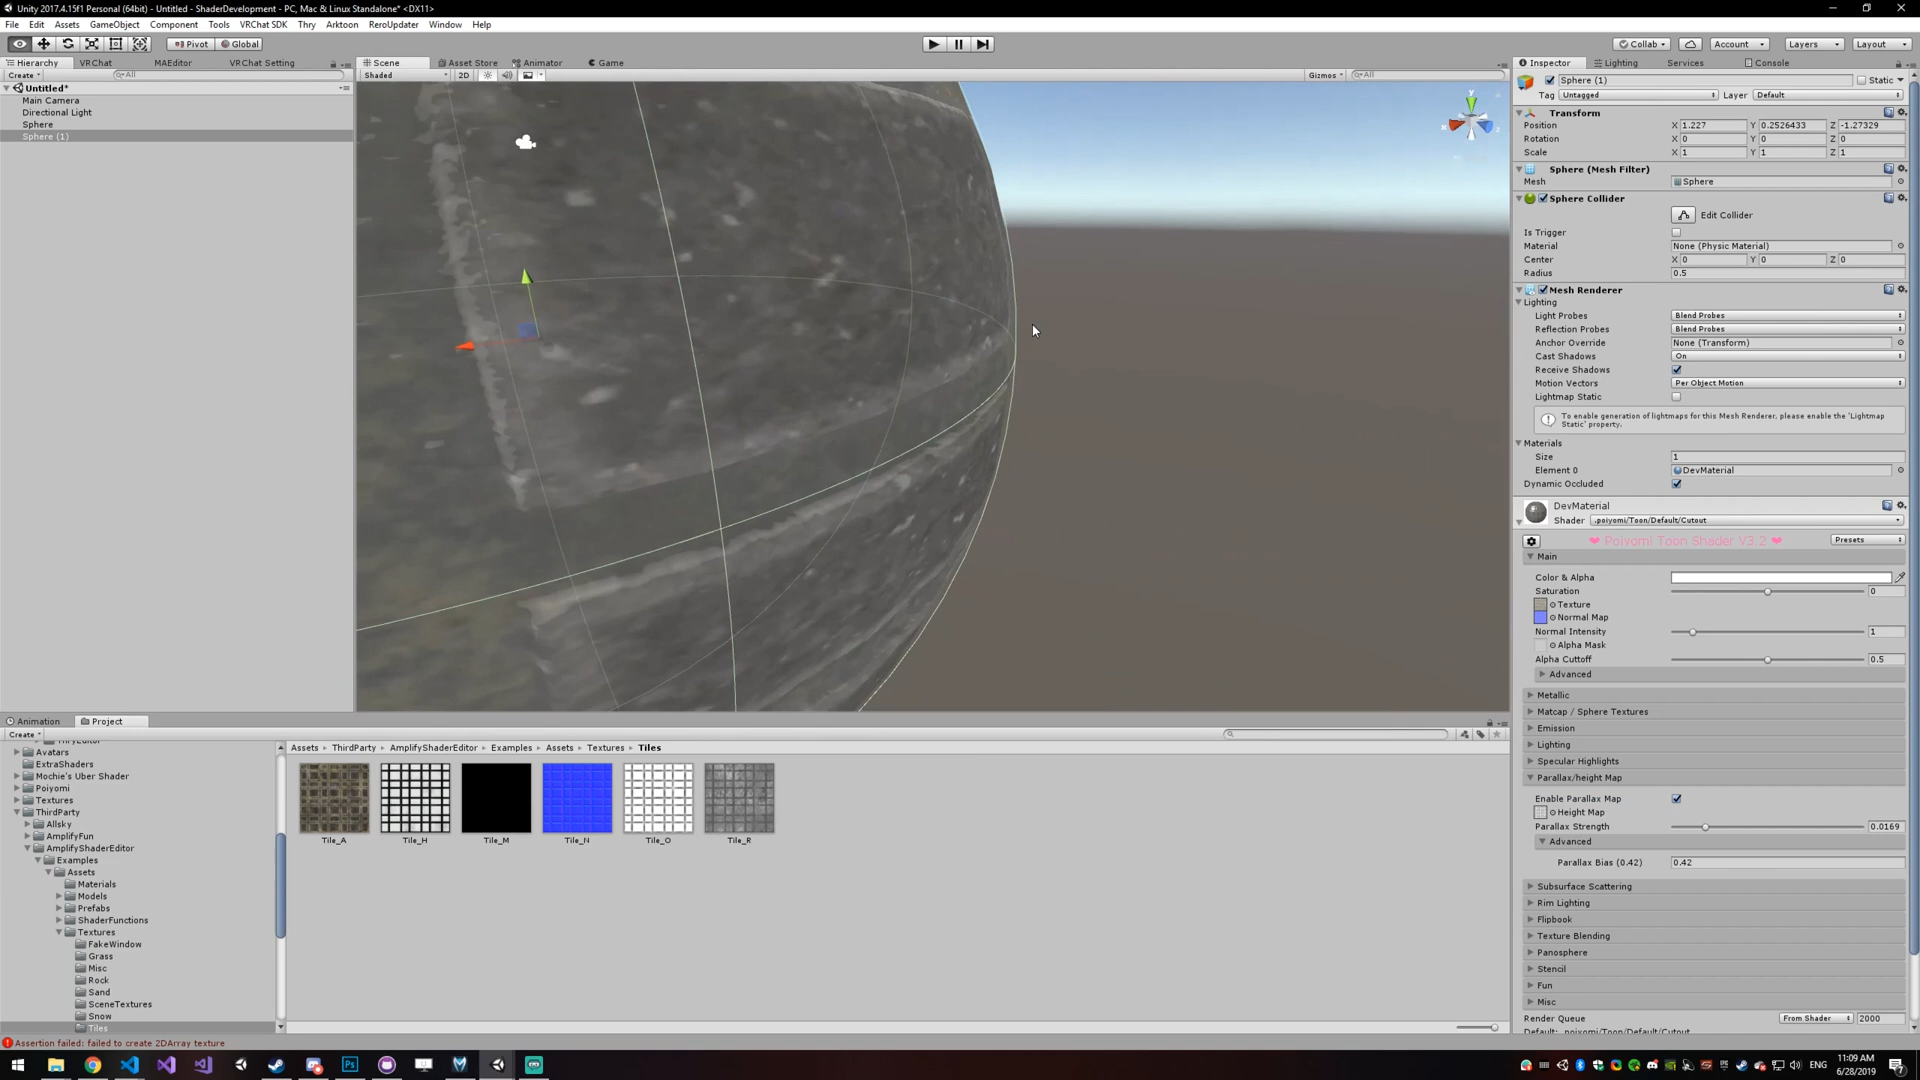 Unity 2017.4.15f1 Personal (64bit) - Untitled - ShaderDevelopment - PC, Mac & Linux Standalone* <DX11>
File Edit Assets GameObject Component Tools VRChat SDK Thry Arktoon ReroUpdater Window Help
Pivot Global Collab Account Layers Layout
Hierarchy VRChat MAEditor VRChat Setting
Create All
Untitled*
Main Camera
Directional Light
Sphere
Sphere (1)
Scene Asset Store Animator Game
Shaded 2D Gizmos All
Inspector Lighting Services Console
Sphere (1) Static
Tag Untagged Layer Default
Transform
Position X 1.227 Y 0.2526433 Z -1.27329
Rotation X 0 Y 0 Z 0
Scale X 1 Y 1 Z 1
Sphere (Mesh Filter)
Mesh Sphere
Sphere Collider
Edit Collider
Is Trigger
Material None (Physic Material)
Center X 0 Y 0 Z 0
Radius 0.5
Mesh Renderer
Lighting
Light Probes Blend Probes
Reflection Probes Blend Probes
Anchor Override None (Transform)
Cast Shadows On
Receive Shadows
Motion Vectors Per Object Motion
Lightmap Static
To enable generation of lightmaps for this Mesh Renderer, please enable the 'Lightmap
Static' property.
Materials
Size 1
Element 0 DevMaterial
Dynamic Occluded
DevMaterial
Shader .poiyomi/Toon/Default/Cutout
❤ Poiyomi Toon Shader V3.2 ❤ Presets
Main
Color & Alpha
Saturation 0
Texture
Normal Map
Normal Intensity 1
Alpha Mask
Alpha Cuttoff 0.5
Advanced
Metallic
Matcap / Sphere Textures
Emission
Lighting
Specular Highlights
Parallax/height Map
Enable Parallax Map
Height Map
Parallax Strength 0.0169
Advanced
Parallax Bias (0.42) 0.42
Subsurface Scattering
Rim Lighting
Flipbook
Texture Blending
Panosphere
Stencil
Fun
Misc
Render Queue From Shader 2000
Default: .poiyomi/Toon/Default/Cutout
Animation Project
Create
Avatars
ExtraShaders
Mochie's Uber Shader
Poiyomi
Textures
ThirdParty
Allsky
AmplifyFun
AmplifyShaderEditor
Examples
Assets
Materials
Models
Prefabs
ShaderFunctions
Textures
FakeWindow
Grass
Misc
Rock
Sand
SceneTextures
Snow
Tiles
Assets ThirdParty AmplifyShaderEditor Examples Assets Textures Tiles
Tile_A Tile_H Tile_M Tile_N Tile_O Tile_R
Assertion failed: failed to create 2DArray texture
ENG 11:09 AM
6/28/2019